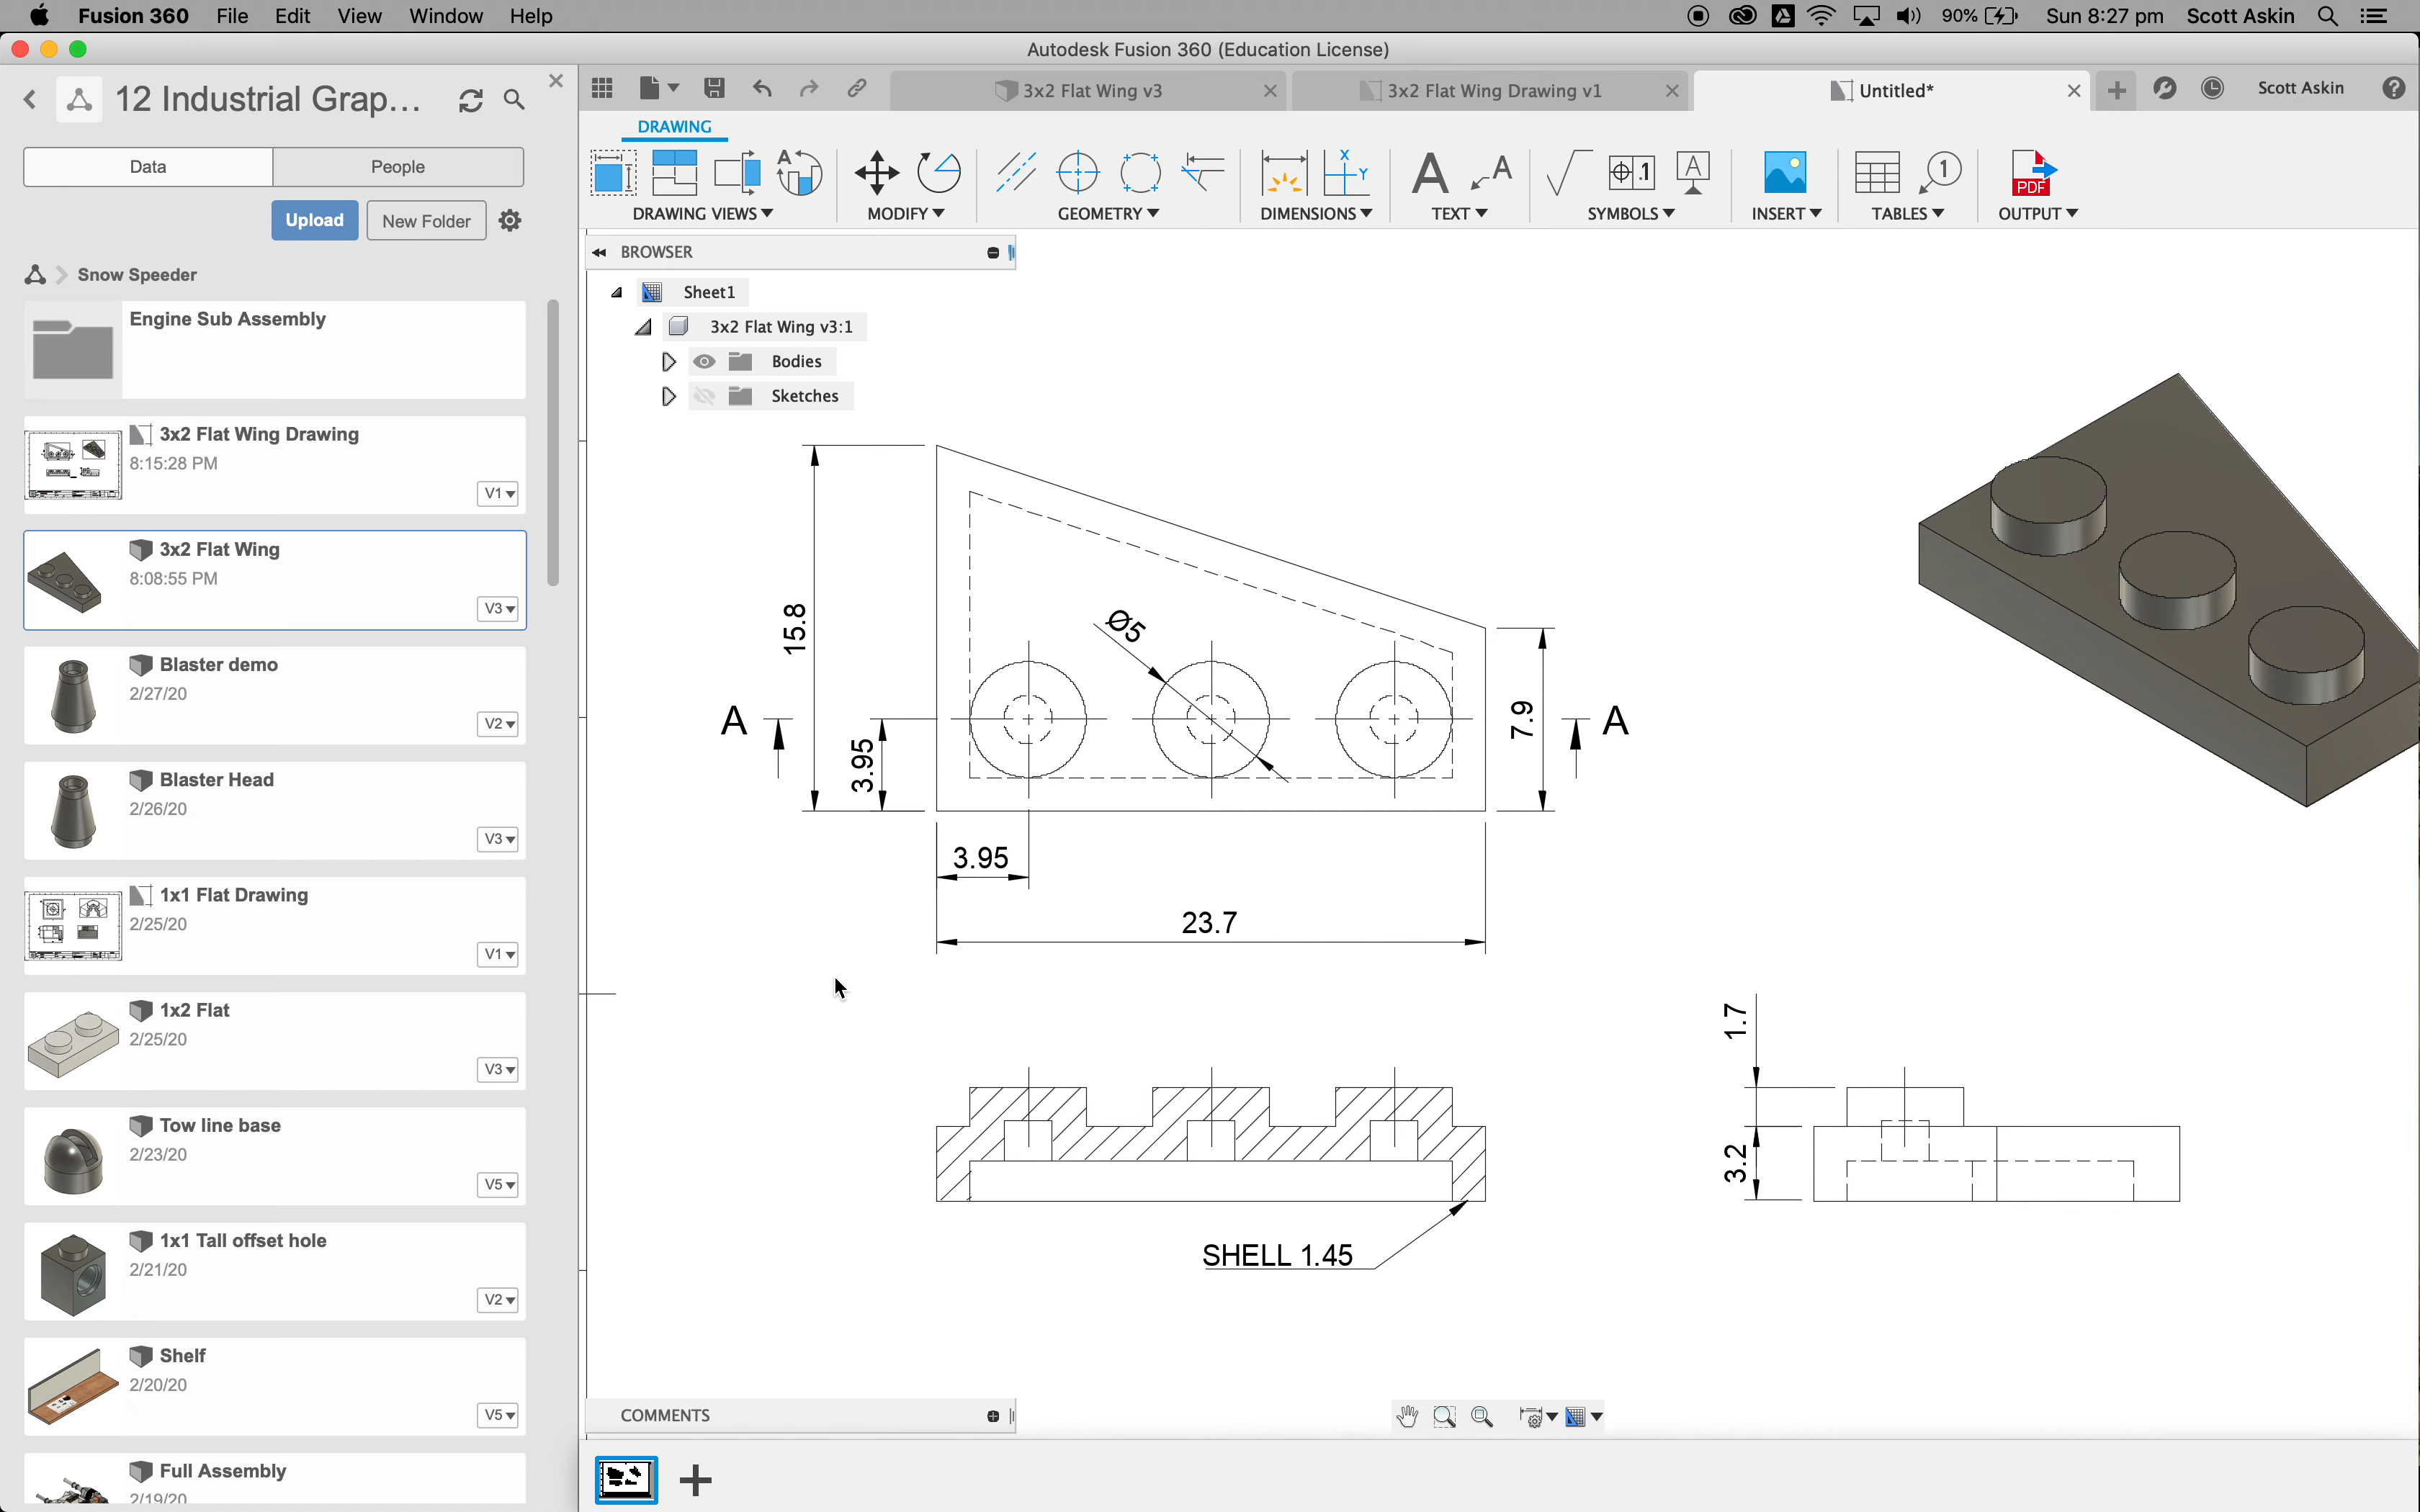 Fusion 360 File Edit View Window Help 90% Sun 8:27 pm Scott Askin
Autodesk Fusion 360 (Education License)
12 Industrial Grap...
3x2 Flat Wing v3
3x2 Flat Wing Drawing v1
Untitled*
Scott Askin
Data
People
Upload
New Folder
Snow Speeder
Engine Sub Assembly
3x2 Flat Wing Drawing
8:15:28 PM
V1
3x2 Flat Wing
8:08:55 PM
V3
Blaster demo
2/27/20
V2
Blaster Head
2/26/20
V3
1x1 Flat Drawing
2/25/20
V1
1x2 Flat
2/25/20
V3
Tow line base
2/23/20
V5
1x1 Tall offset hole
2/21/20
V2
Shelf
2/20/20
V5
Full Assembly
2/19/20
DRAWING
DRAWING VIEWS
MODIFY
GEOMETRY
DIMENSIONS
TEXT
SYMBOLS
INSERT
TABLES
OUTPUT
A
X
Y
A
A
.1
A
1
PDF
BROWSER
Sheet1
3x2 Flat Wing v3:1
Bodies
Sketches
15.8
Ø5
A
3.95
7.9
A
3.95
23.7
1.7
3.2
SHELL 1.45
COMMENTS